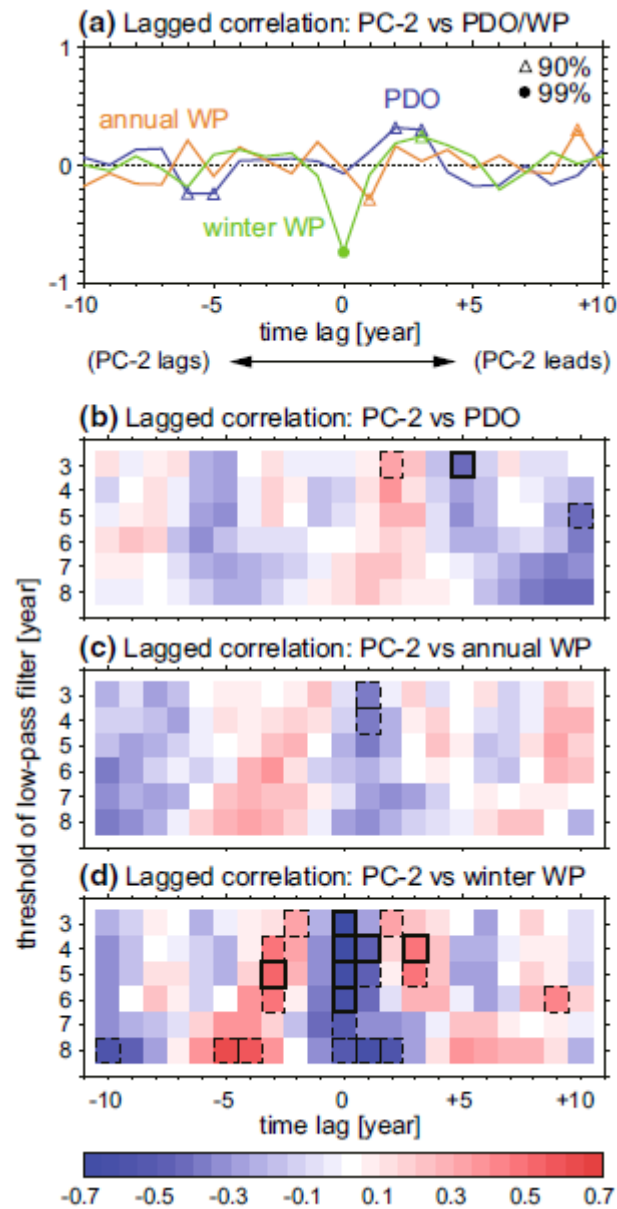 (a) Lagged correlation: PC-2 vs PDO/WP
1
△ 90%
● 99%
PDO
annual WP
0
winter WP
-1
-10 -5 0 +5 +10
time lag [year]
(PC-2 lags) (PC-2 leads)
(b) Lagged correlation: PC-2 vs PDO
3
4
5
6
7
8
(c) Lagged correlation: PC-2 vs annual WP
3
4
5
6
7
8
threshold of low-pass filter [year]
(d) Lagged correlation: PC-2 vs winter WP
3
4
5
6
7
8
-10 -5 0 +5 +10
time lag [year]
-0.7 -0.5 -0.3 -0.1 0.1 0.3 0.5 0.7